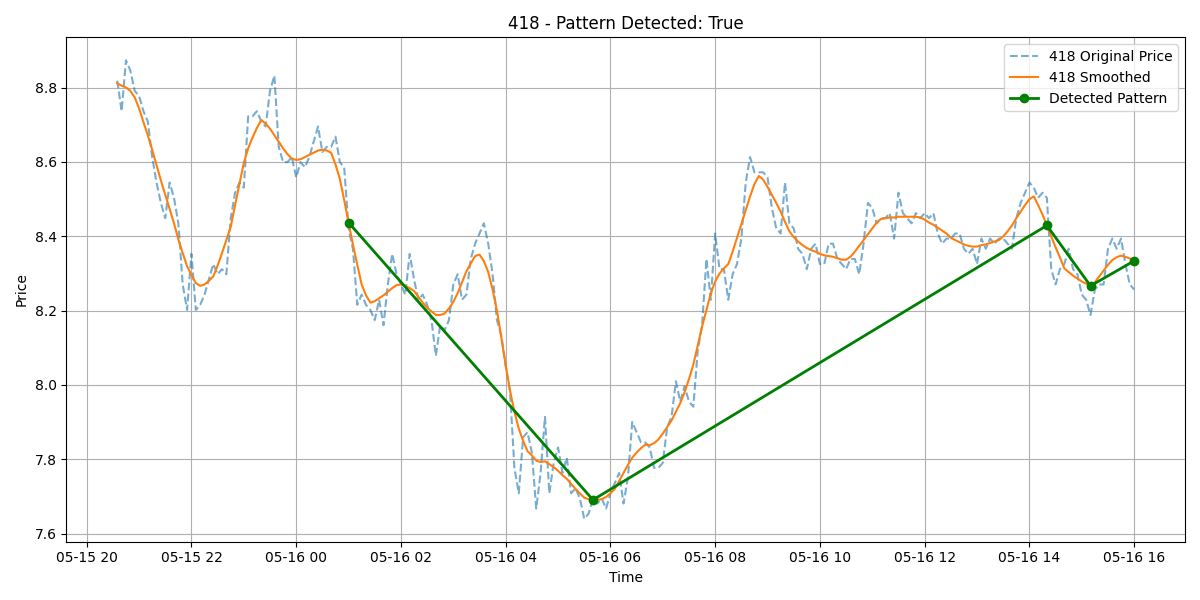 418 - Pattern Detected: True
418 Original Price
418 Smoothed
Detected Pattern
Price
8.8
8.6
8.4
8.2
8.0
7.8
7.6
05-15 20 05-15 22 05-16 00 05-16 02 05-16 04 05-16 06 05-16 08 05-16 10 05-16 12 05-16 14 05-16 16
Time